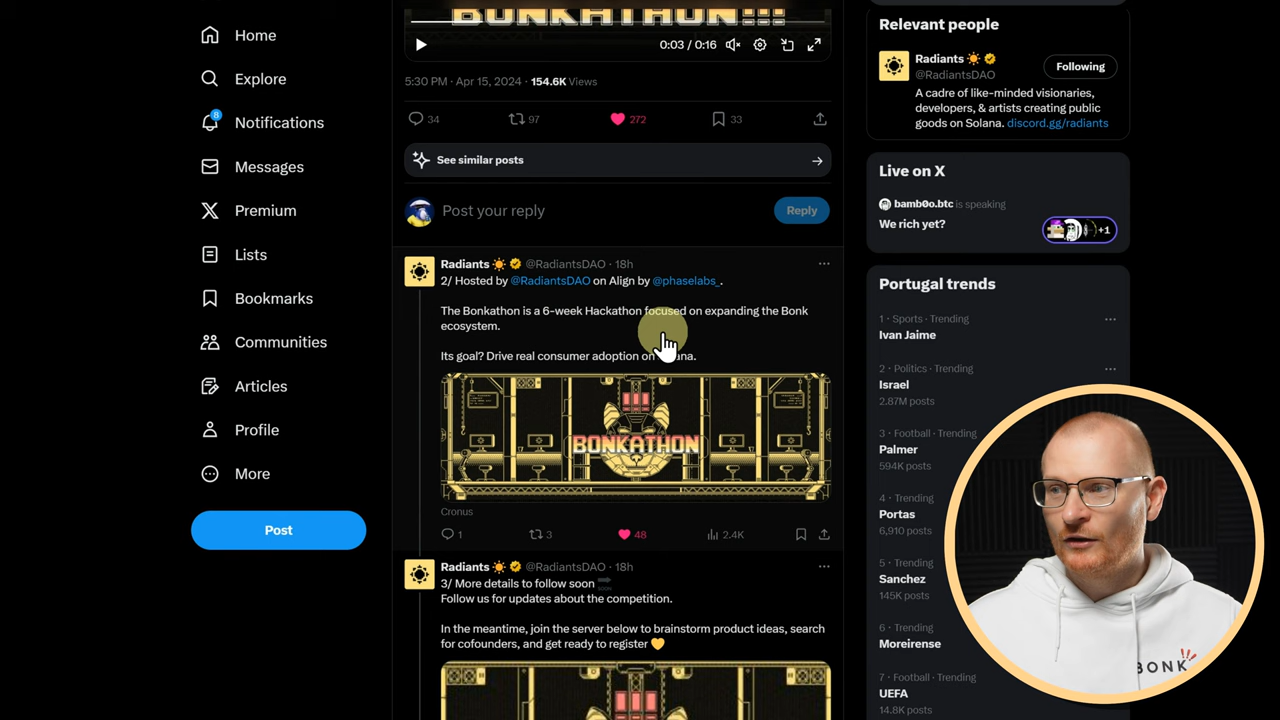 Home
Explore
8
Notifications
Messages
Premium
Lists
Bookmarks
Communities
Articles
Profile
More
Post
BONKATHON!!!
0:03 / 0:16
5:30 PM · Apr 15, 2024 · 154.6K Views
34
97
272
33
See similar posts
Post your reply
Reply
Radiants @RadiantsDAO · 18h
2/ Hosted by @RadiantsDAO on Align by @phaselabs_.
The Bonkathon is a 6-week Hackathon focused on expanding the Bonk
ecosystem.
Its goal? Drive real consumer adoption on
BONKATHON
Cronus
1
3
48
2.4K
Radiants @RadiantsDAO · 18h
3/ More details to follow soon SOON
Follow us for updates about the competition.
In the meantime, join the server below to brainstorm product ideas, search
for cofounders, and get ready to register
Relevant people
Radiants
@RadiantsDAO
Following
A cadre of like-minded visionaries,
developers, & artists creating public
goods on Solana. discord.gg/radiants
Live on X
bamb0o.btc is speaking
We rich yet?
+1
Portugal trends
1 · Sports · Trending
Ivan Jaime
2 · Politics · Trending
Israel
2.87M posts
3 · Football · Trending
Palmer
594K posts
4 · Trending
Portas
6,910 posts
5 · Trending
Sanchez
145K posts
6 · Trending
Moreirense
7 · Football · Trending
UEFA
14.8K posts
BONK